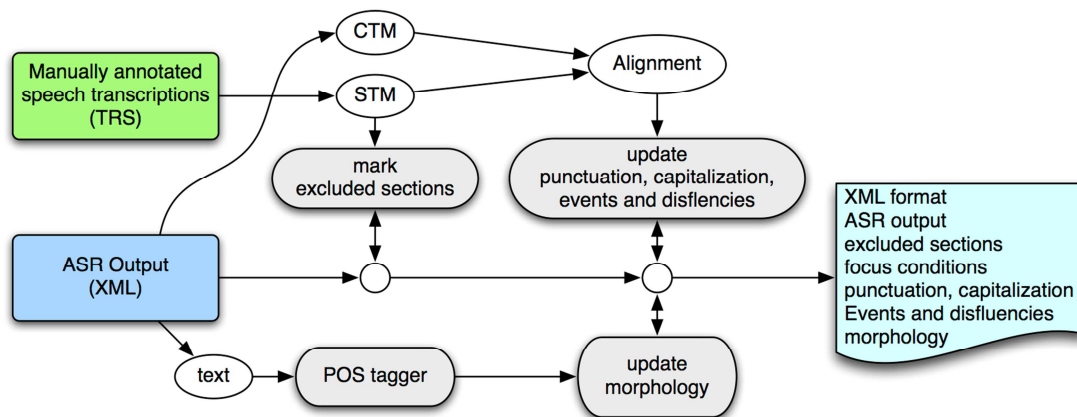 CTM
Manually annotated
speech transcriptions
(TRS)
STM
Alignment
mark
excluded sections
update
punctuation, capitalization,
events and disflencies
ASR Output
(XML)
XML format
ASR output
excluded sections
focus conditions
punctuation, capitalization
Events and disfluencies
morphology
text
POS tagger
update
morphology